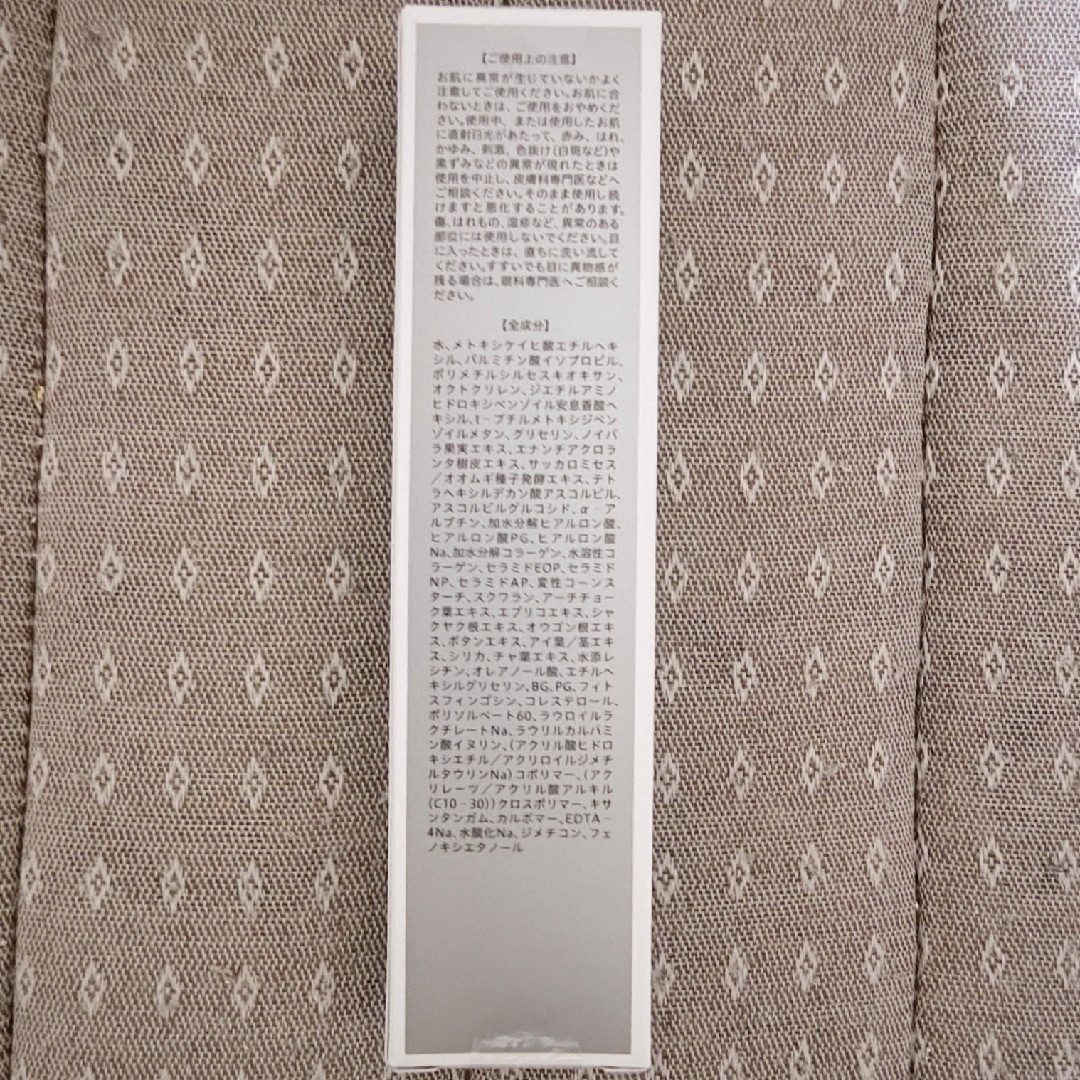 【ご使用上の注意】
お肌に異常が生じていないかよく
注意してご使用ください。お肌に合
わないときは、ご使用をおやめくだ
さい。使用中、または使用したお肌
に直射日光があたって、赤み、はれ、
かゆみ、刺激、色抜け(白斑など)や
黒ずみなどの異常が現れたときは
使用を中止し、皮膚科専門医などへ
ご相談ください。そのまま使用し続
けますと悪化することがあります。
傷、はれもの、湿疹など、異常のある
部位には使用しないでください。目
に入ったときは、直ちに洗い流して
ください。すすいでも目に異物感が
残る場合は、眼科専門医へご相談く
ださい。
【全成分】
水、メトキシケイヒ酸エチルヘキ
シル、パルミチン酸イソプロピル、
ポリメチルシルセスキオキサン、
オクトクリレン、ジエチルアミノ
ヒドロキシベンゾイル安息香酸ヘ
キシル、t－ブチルメトキシジベン
ゾイルメタン、グリセリン、ノイバ
ラ果実エキス、エナンチアクロラ
ンタ樹皮エキス、サッカロミセス
／オオムギ種子発酵エキス、テト
ラヘキシルデカン酸アスコルビル、
アスコルビルグルコシド、α－ア
ルブチン、加水分解ヒアルロン酸、
ヒアルロン酸PG、ヒアルロン酸
Na、加水分解コラーゲン、水溶性コ
ラーゲン、セラミドEOP、セラミド
NP、セラミドAP、変性コーンス
ターチ、スクワラン、アーチチョー
ク葉エキス、エプリコエキス、シャ
クヤク根エキス、オウゴン根エキ
ス、ボタンエキス、アイ葉／茎エキ
ス、シリカ、チャ葉エキス、水添レ
シチン、オレアノール酸、エチルヘ
キシルグリセリン、BG、PG、フィト
スフィンゴシン、コレステロール、
ポリソルベート60、ラウロイルラ
クチレートNa、ラウリルカルバミ
ン酸イヌリン、(アクリル酸ヒドロ
キシエチル／アクリロイルジメチ
ルタウリンNa)コポリマー、(アク
リレーツ／アクリル酸アルキル
(C10－30))クロスポリマー、キサ
ンタンガム、カルボマー、EDTA－
4Na、水酸化Na、ジメチコン、フェ
ノキシエタノール